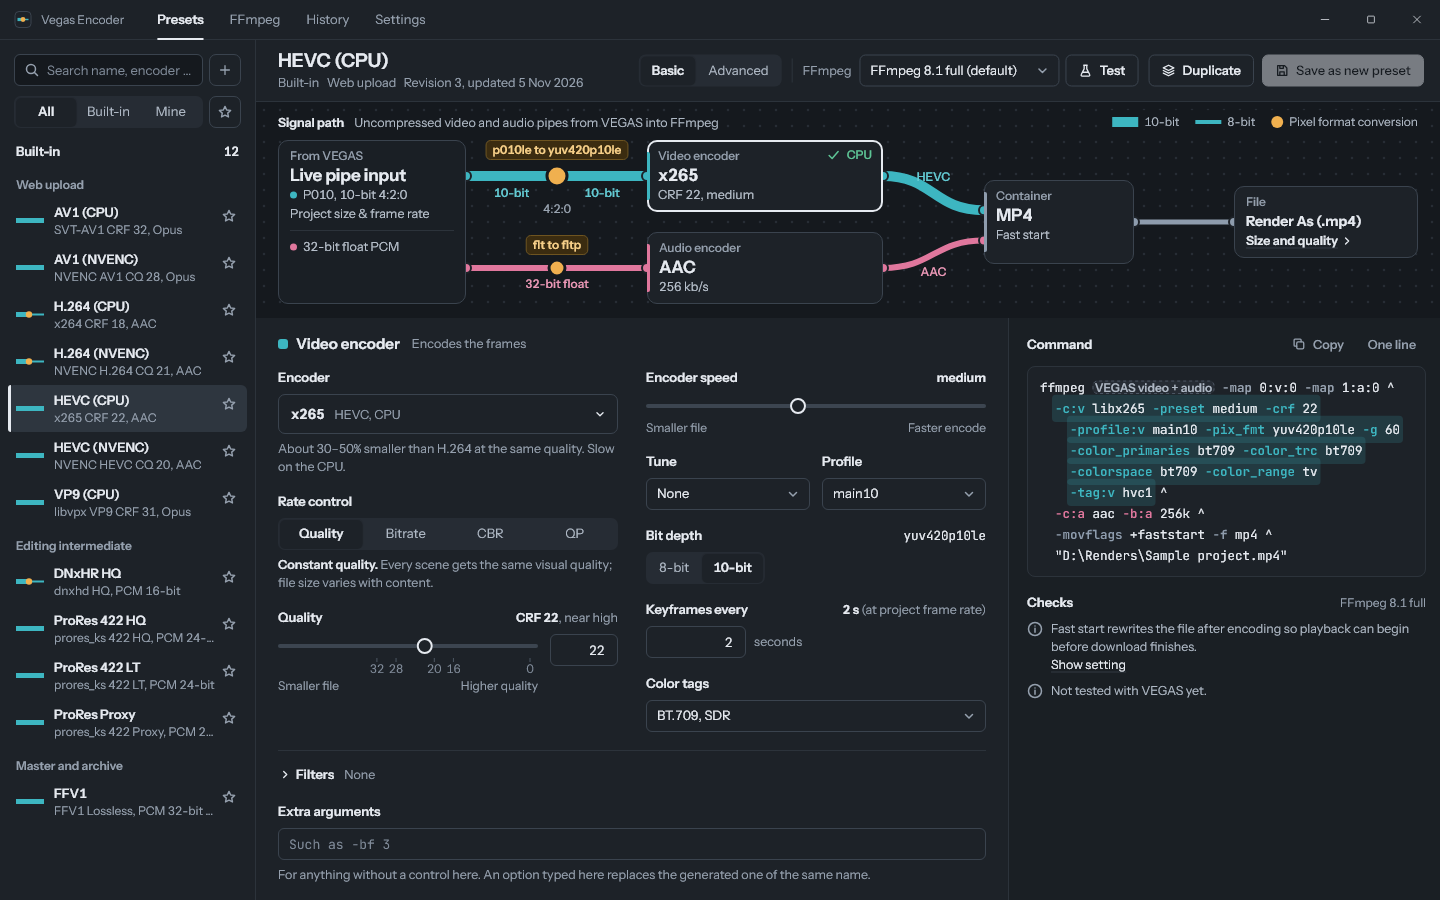 Vegas Encoder
Presets
FFmpeg
History
Settings
Search name, encoder ...
All
Built-in
Mine
Built-in 12
Web upload
AV1 (CPU)
SVT-AV1 CRF 32, Opus
AV1 (NVENC)
NVENC AV1 CQ 28, Opus
H.264 (CPU)
x264 CRF 18, AAC
H.264 (NVENC)
NVENC H.264 CQ 21, AAC
HEVC (CPU)
x265 CRF 22, AAC
HEVC (NVENC)
NVENC HEVC CQ 20, AAC
VP9 (CPU)
libvpx VP9 CRF 31, Opus
Editing intermediate
DNxHR HQ
dnxhd HQ, PCM 16-bit
ProRes 422 HQ
prores_ks 422 HQ, PCM 24-...
ProRes 422 LT
prores_ks 422 LT, PCM 24-bit
ProRes Proxy
prores_ks 422 Proxy, PCM 2...
Master and archive
FFV1
FFV1 Lossless, PCM 32-bit ...
HEVC (CPU)
Built-in Web upload Revision 3, updated 5 Nov 2026
Basic
Advanced
FFmpeg
FFmpeg 8.1 full (default)
Test
Duplicate
Save as new preset
Signal path Uncompressed video and audio pipes from VEGAS into FFmpeg
10-bit
8-bit
Pixel format conversion
From VEGAS
Live pipe input
P010, 10-bit 4:2:0
Project size & frame rate
32-bit float PCM
p010le to yuv420p10le
10-bit
10-bit
4:2:0
flt to fltp
32-bit float
Video encoder
CPU
x265
CRF 22, medium
Audio encoder
AAC
256 kb/s
HEVC
AAC
Container
MP4
Fast start
File
Render As (.mp4)
Size and quality
Video encoder Encodes the frames
Encoder
x265 HEVC, CPU
About 30–50% smaller than H.264 at the same quality. Slow
on the CPU.
Rate control
Quality
Bitrate
CBR
QP
Constant quality. Every scene gets the same visual quality;
file size varies with content.
Quality
CRF 22, near high
22
32 28 20 16 0
Smaller file
Higher quality
Encoder speed
medium
Smaller file
Faster encode
Tune
Profile
None
main10
Bit depth
yuv420p10le
8-bit
10-bit
Keyframes every
2 s (at project frame rate)
2
seconds
Color tags
BT.709, SDR
Filters None
Extra arguments
Such as -bf 3
For anything without a control here. An option typed here replaces the generated one of the same name.
Command
Copy
One line
ffmpeg VEGAS video + audio -map 0:v:0 -map 1:a:0 ^
-c:v libx265 -preset medium -crf 22
-profile:v main10 -pix_fmt yuv420p10le -g 60
-color_primaries bt709 -color_trc bt709
-colorspace bt709 -color_range tv
-tag:v hvc1 ^
-c:a aac -b:a 256k ^
-movflags +faststart -f mp4 ^
"D:\Renders\Sample project.mp4"
Checks
FFmpeg 8.1 full
Fast start rewrites the file after encoding so playback can begin
before download finishes.
Show setting
Not tested with VEGAS yet.